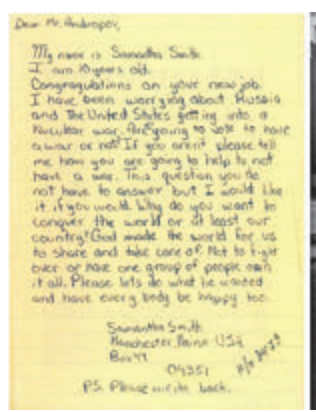 Dear Mr. Andropov,
My name is Samantha Smith.
I am 10 years old.
Congragulations on your new job.
I have been worrying about Russia
and the United States getting into a
nuculear war. Are going to vote to have
a war or not? If you aren't please tell
me how you are going to help to not
have a war. This question you do
not have to answer but I would like
it if you would. Why do you want to
conquer the world or at least our
country? God made the world for us
to share and take care of. Not to fight
over or have one group of people own
it all. Please lets do what he wanted
and have every body be happy too.
Samantha Smith
Manchester, Maine USA
Box 44
04351
P.S. Please write back.